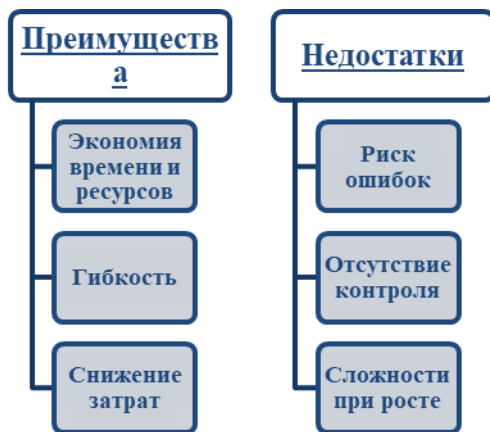 Преимуществ
а
Экономия
времени и
ресурсов
Гибкость
Снижение
затрат
Недостатки
Риск
ошибок
Отсутствие
контроля
Сложности
при росте